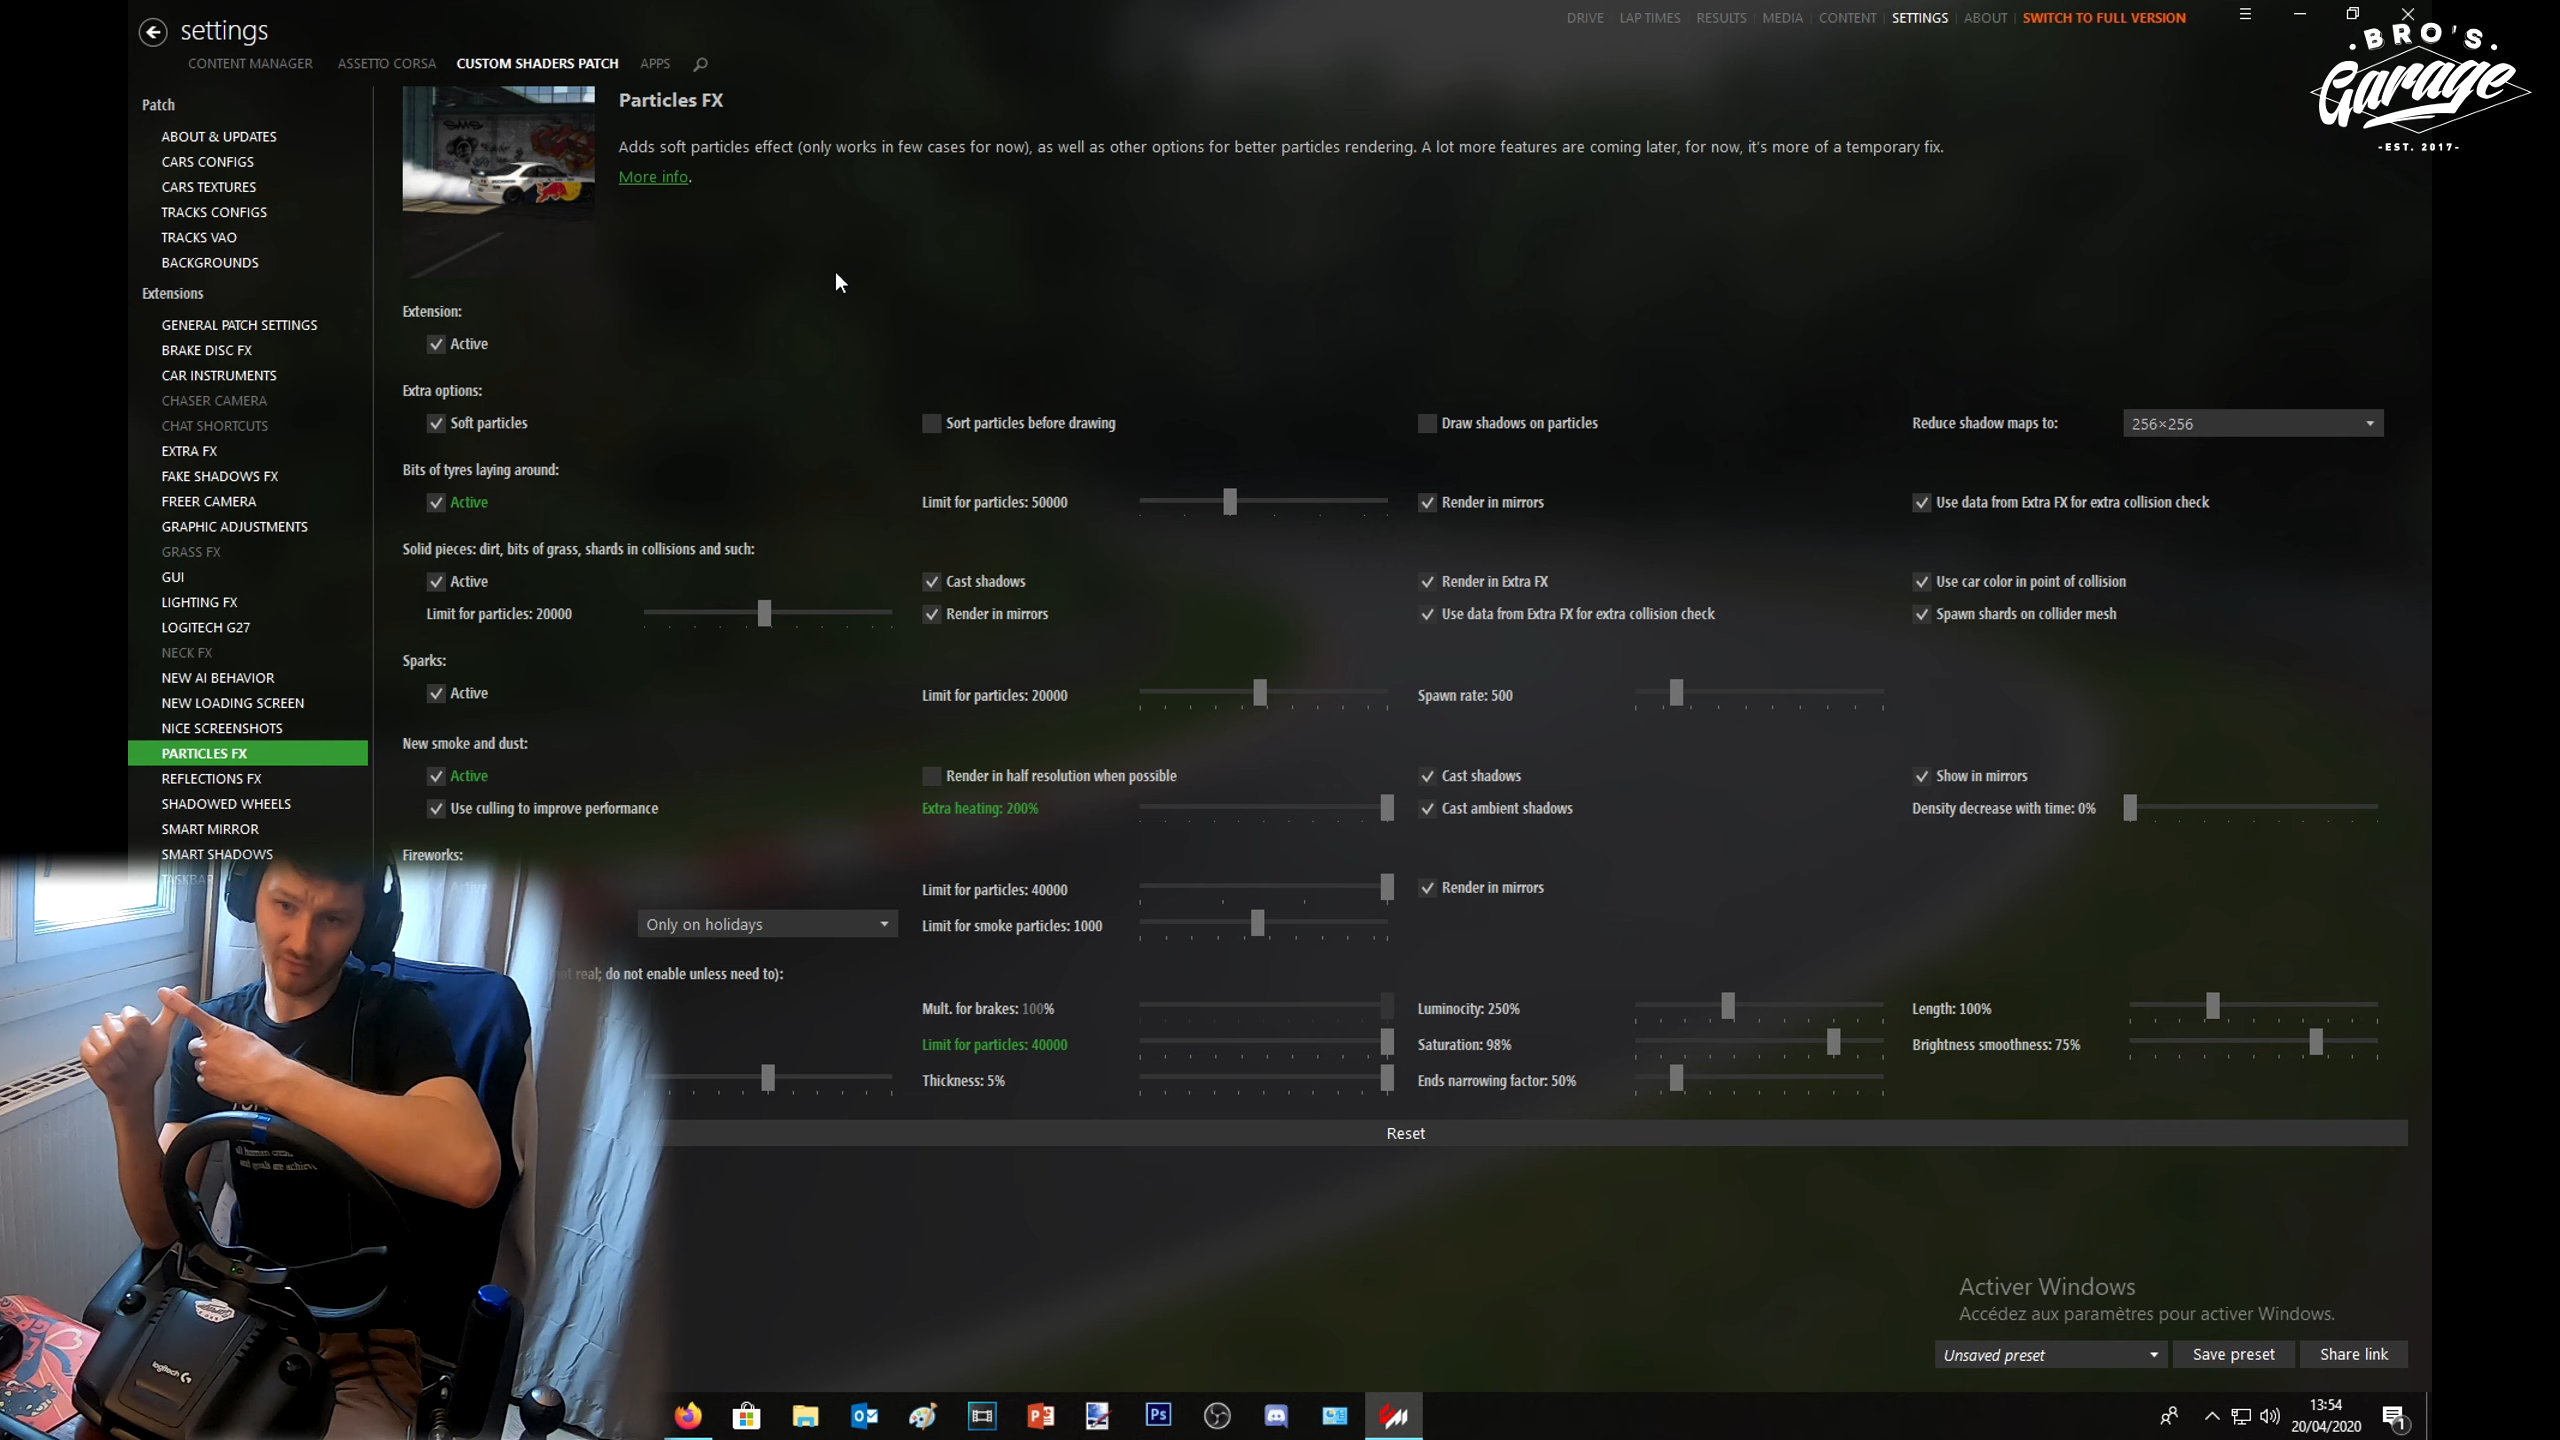 settings
DRIVE LAP TIMES RESULTS MEDIA CONTENT SETTINGS ABOUT SWITCH TO FULL VERSION
CONTENT MANAGER ASSETTO CORSA CUSTOM SHADERS PATCH APPS
.BRO'S.
Garage
-EST. 2017-
Patch
ABOUT & UPDATES
CARS CONFIGS
CARS TEXTURES
TRACKS CONFIGS
TRACKS VAO
BACKGROUNDS
Extensions
GENERAL PATCH SETTINGS
BRAKE DISC FX
CAR INSTRUMENTS
CHASER CAMERA
CHAT SHORTCUTS
EXTRA FX
FAKE SHADOWS FX
FREER CAMERA
GRAPHIC ADJUSTMENTS
GRASS FX
GUI
LIGHTING FX
LOGITECH G27
NECK FX
NEW AI BEHAVIOR
NEW LOADING SCREEN
NICE SCREENSHOTS
PARTICLES FX
REFLECTIONS FX
SHADOWED WHEELS
SMART MIRROR
SMART SHADOWS
TASKBAR
Particles FX
Adds soft particles effect (only works in few cases for now), as well as other options for better particles rendering. A lot more features are coming later, for now, it's more of a temporary fix.
More info.
Extension:
Active
Extra options:
Soft particles Sort particles before drawing Draw shadows on particles Reduce shadow maps to: 256×256
Bits of tyres laying around:
Active Limit for particles: 50000 Render in mirrors Use data from Extra FX for extra collision check
Solid pieces: dirt, bits of grass, shards in collisions and such:
Active Cast shadows Render in Extra FX Use car color in point of collision
Limit for particles: 20000 Render in mirrors Use data from Extra FX for extra collision check Spawn shards on collider mesh
Sparks:
Active Limit for particles: 20000 Spawn rate: 500
New smoke and dust:
Active Render in half resolution when possible Cast shadows Show in mirrors
Use culling to improve performance Extra heating: 200% Cast ambient shadows Density decrease with time: 0%
Fireworks:
Active Limit for particles: 40000 Render in mirrors
Only on holidays Limit for smoke particles: 1000
real; do not enable unless need to):
Mult. for brakes: 100% Luminocity: 250% Length: 100%
Limit for particles: 40000 Saturation: 98% Brightness smoothness: 75%
Thickness: 5% Ends narrowing factor: 50%
Reset
Activer Windows
Accédez aux paramètres pour activer Windows.
Unsaved preset Save preset Share link
logitech G
Ps
13:54
20/04/2020
1